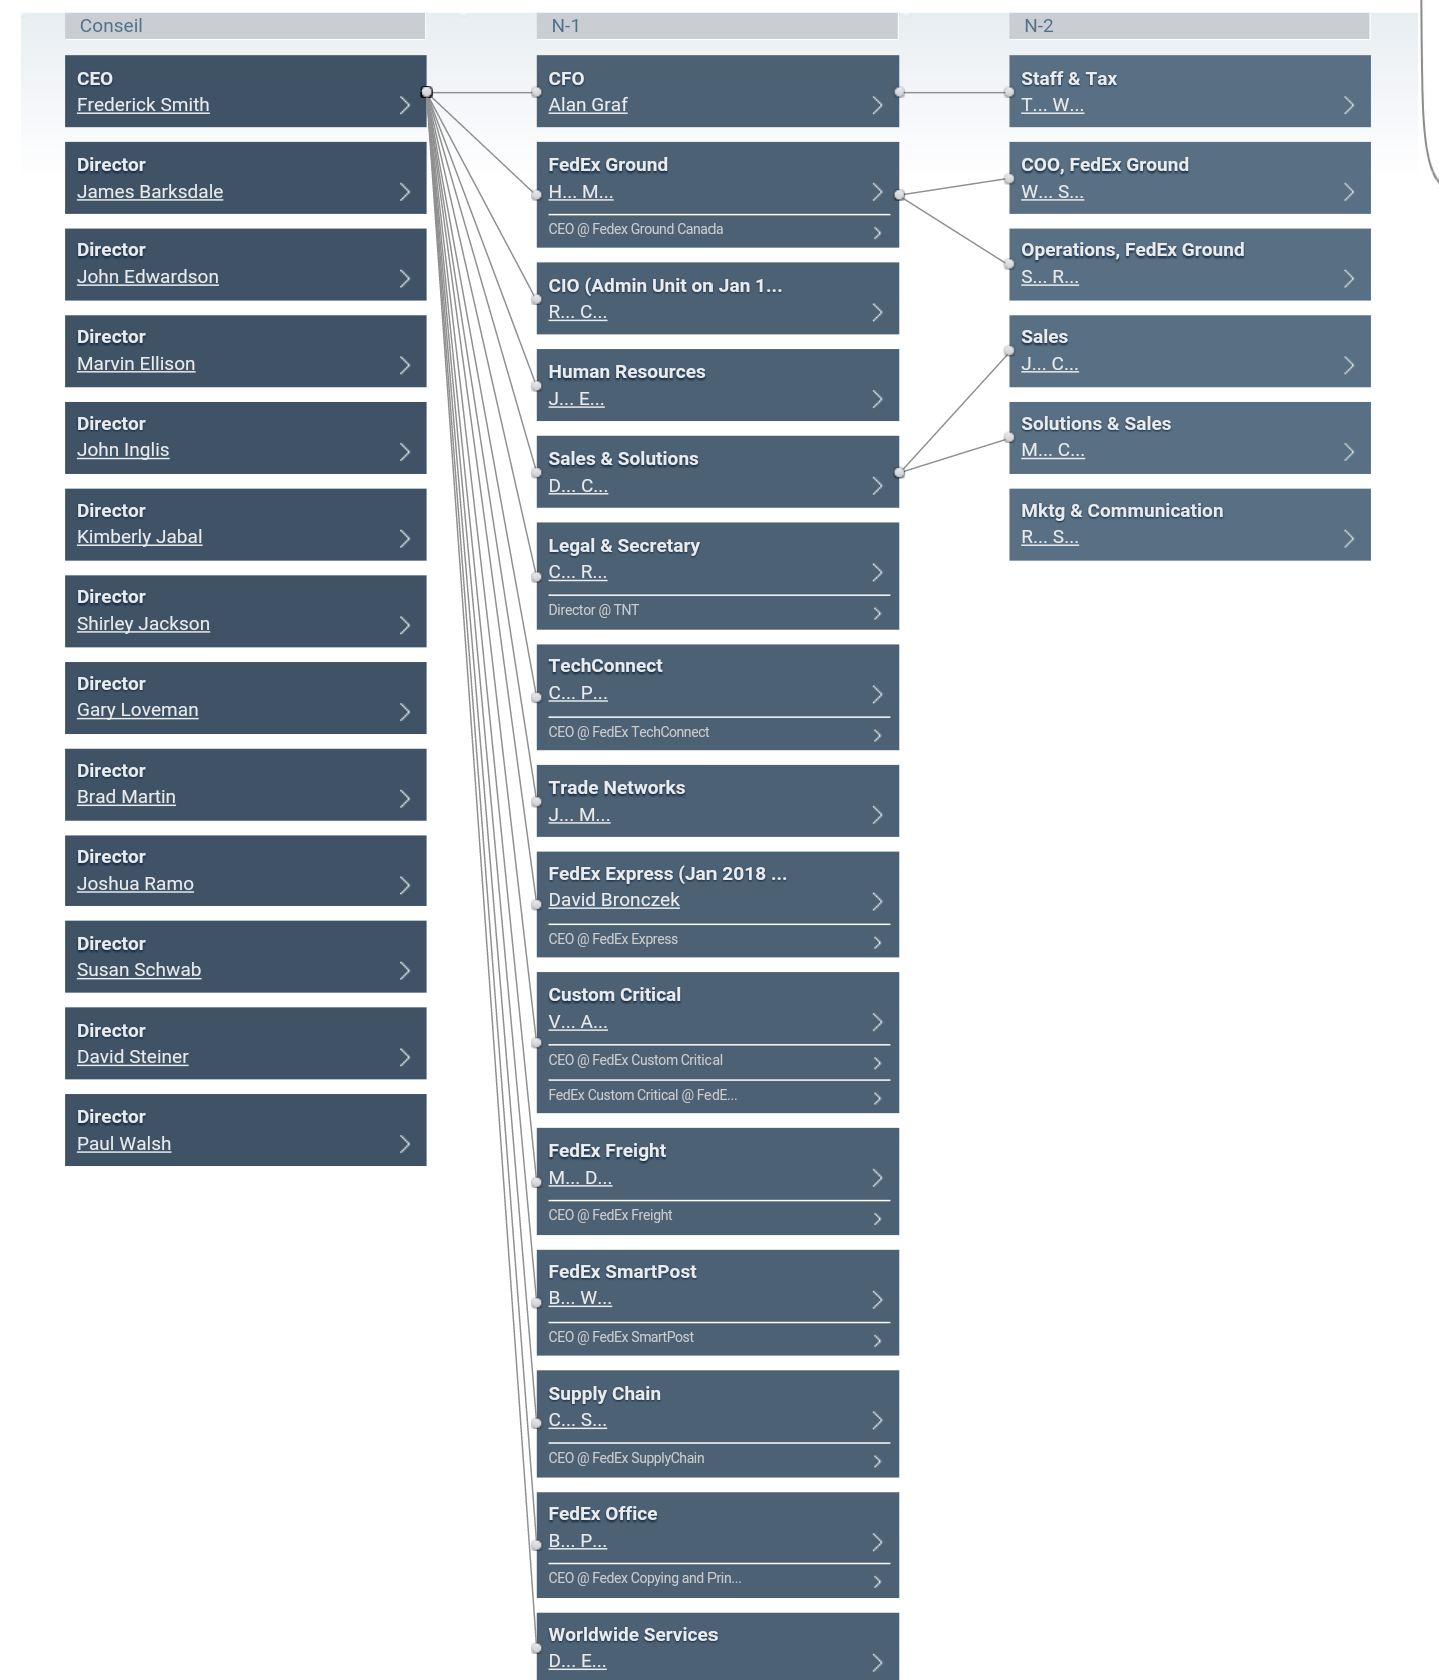 Conseil
CEO
Frederick Smith
Director
James Barksdale
Director
John Edwardson
Director
Marvin Ellison
Director
John Inglis
Director
Kimberly Jabal
Director
Shirley Jackson
Director
Gary Loveman
Director
Brad Martin
Director
Joshua Ramo
Director
Susan Schwab
Director
David Steiner
Director
Paul Walsh
N-1
CFO
Alan Graf
FedEx Ground
H... M...
CEO @ Fedex Ground Canada
CIO (Admin Unit on Jan 1...
R... C...
Human Resources
J... E...
Sales & Solutions
D... C...
Legal & Secretary
C... R...
Director @ TNT
TechConnect
C... P...
CEO @ FedEx TechConnect
Trade Networks
J... M...
FedEx Express (Jan 2018 ...
David Bronczek
CEO @ FedEx Express
Custom Critical
V... A...
CEO @ FedEx Custom Critical
FedEx Custom Critical @ FedE...
FedEx Freight
M... D...
CEO @ FedEx Freight
FedEx SmartPost
B... W...
CEO @ FedEx SmartPost
Supply Chain
C... S...
CEO @ FedEx SupplyChain
FedEx Office
B... P...
CEO @ Fedex Copying and Prin...
Worldwide Services
D... E...
N-2
Staff & Tax
T... W...
COO, FedEx Ground
W... S...
Operations, FedEx Ground
S... R...
Sales
J... C...
Solutions & Sales
M... C...
Mktg & Communication
R... S...